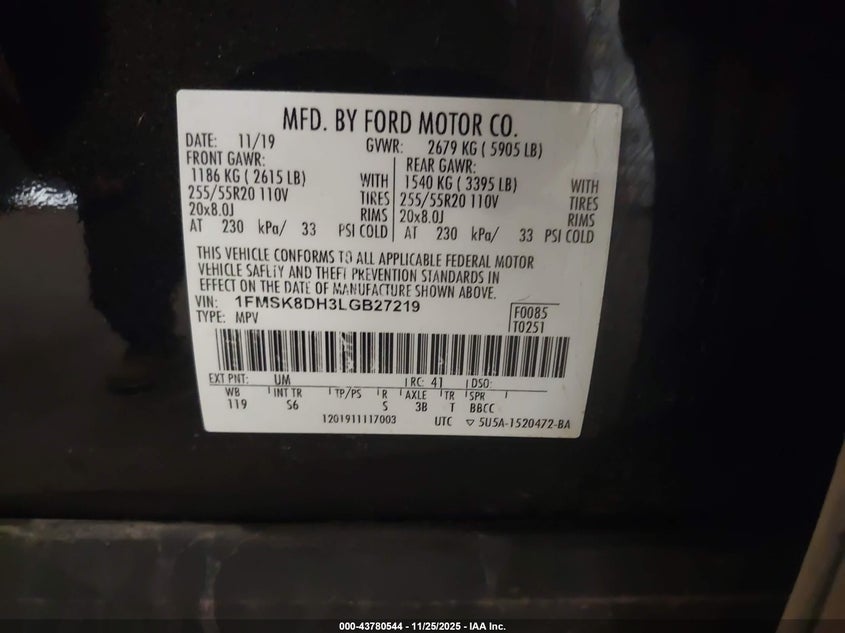 MFD. BY FORD MOTOR CO.
DATE: 11/19 GVWR: 2679 KG ( 5905 LB)
FRONT GAWR: REAR GAWR:
1186 KG ( 2615 LB) WITH 1540 KG ( 3395 LB) WITH
255/55R20 110V TIRES 255/55R20 110V TIRES
20x8.0J RIMS 20x8.0J RIMS
AT 230 kPa/ 33 PSI COLD AT 230 kPa/ 33 PSI COLD
THIS VEHICLE CONFORMS TO ALL APPLICABLE FEDERAL MOTOR
VEHICLE SAFETY AND THEFT PREVENTION STANDARDS IN
EFFECT ON THE DATE OF MANUFACTURE SHOWN ABOVE.
VIN: 1FMSK8DH3LGB27219 F0085
TYPE: MPV T0251
EXT PNT: UM RC: 41 DSO:
WB INT TR TP/PS R AXLE TR SPR
119 S6 S 3B T BBCC
1201911117003 UTC ▽ 5U5A-1520472-BA
000-43780544 - 11/25/2025 - IAA Inc.